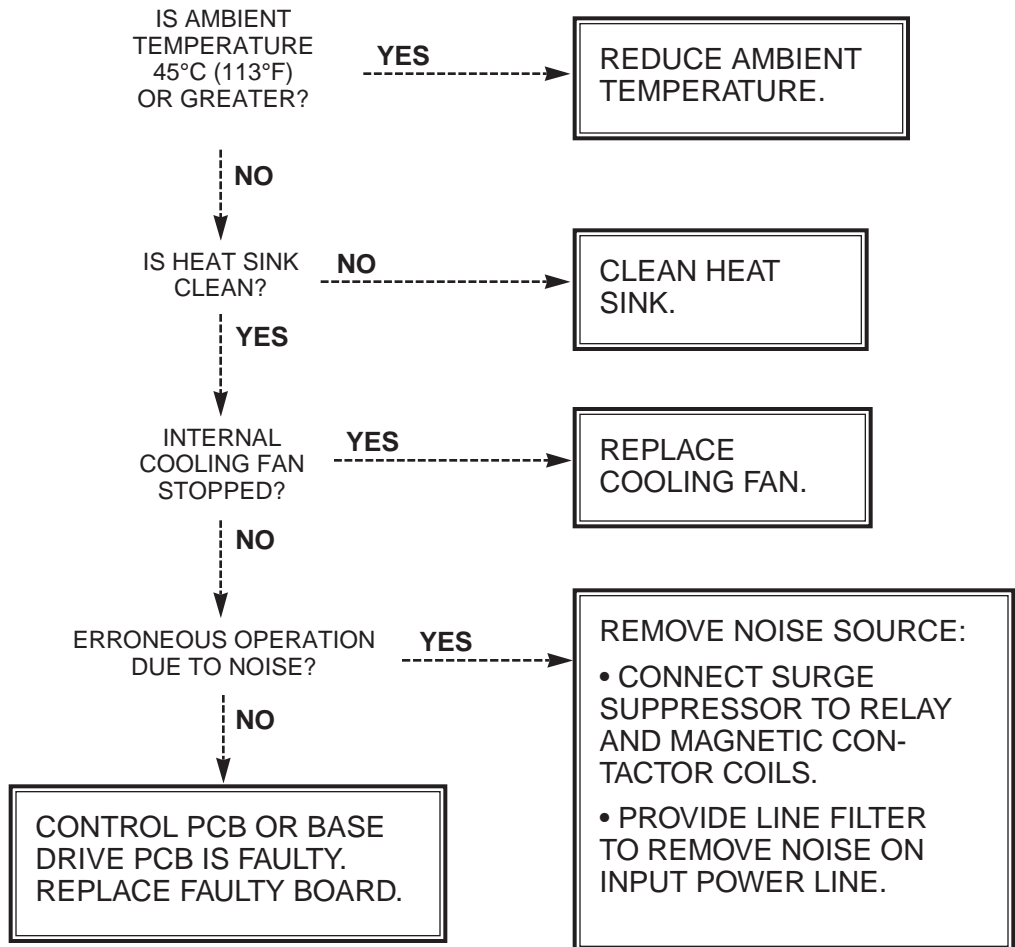 IS AMBIENT
TEMPERATURE
45°C (113°F)
OR GREATER?
YES
REDUCE AMBIENT
TEMPERATURE.
NO
IS HEAT SINK
CLEAN?
NO
CLEAN HEAT
SINK.
YES
INTERNAL
COOLING FAN
STOPPED?
YES
REPLACE
COOLING FAN.
NO
ERRONEOUS OPERATION
DUE TO NOISE?
YES
REMOVE NOISE SOURCE:
• CONNECT SURGE
SUPPRESSOR TO RELAY
AND MAGNETIC CON-
TACTOR COILS.
• PROVIDE LINE FILTER
TO REMOVE NOISE ON
INPUT POWER LINE.
NO
CONTROL PCB OR BASE
DRIVE PCB IS FAULTY.
REPLACE FAULTY BOARD.